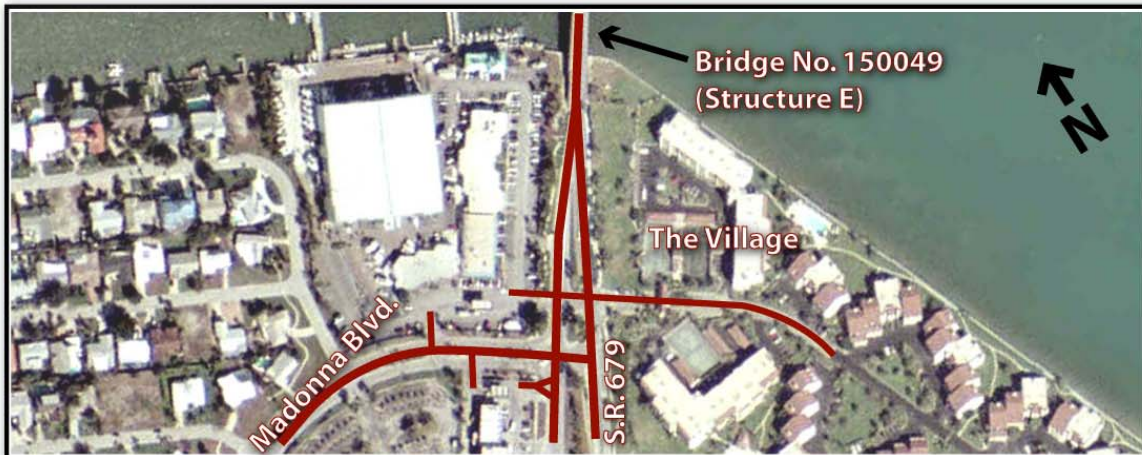 Bridge No. 150049
(Structure E)
N
The Village
Madonna Blvd.
S.R. 679